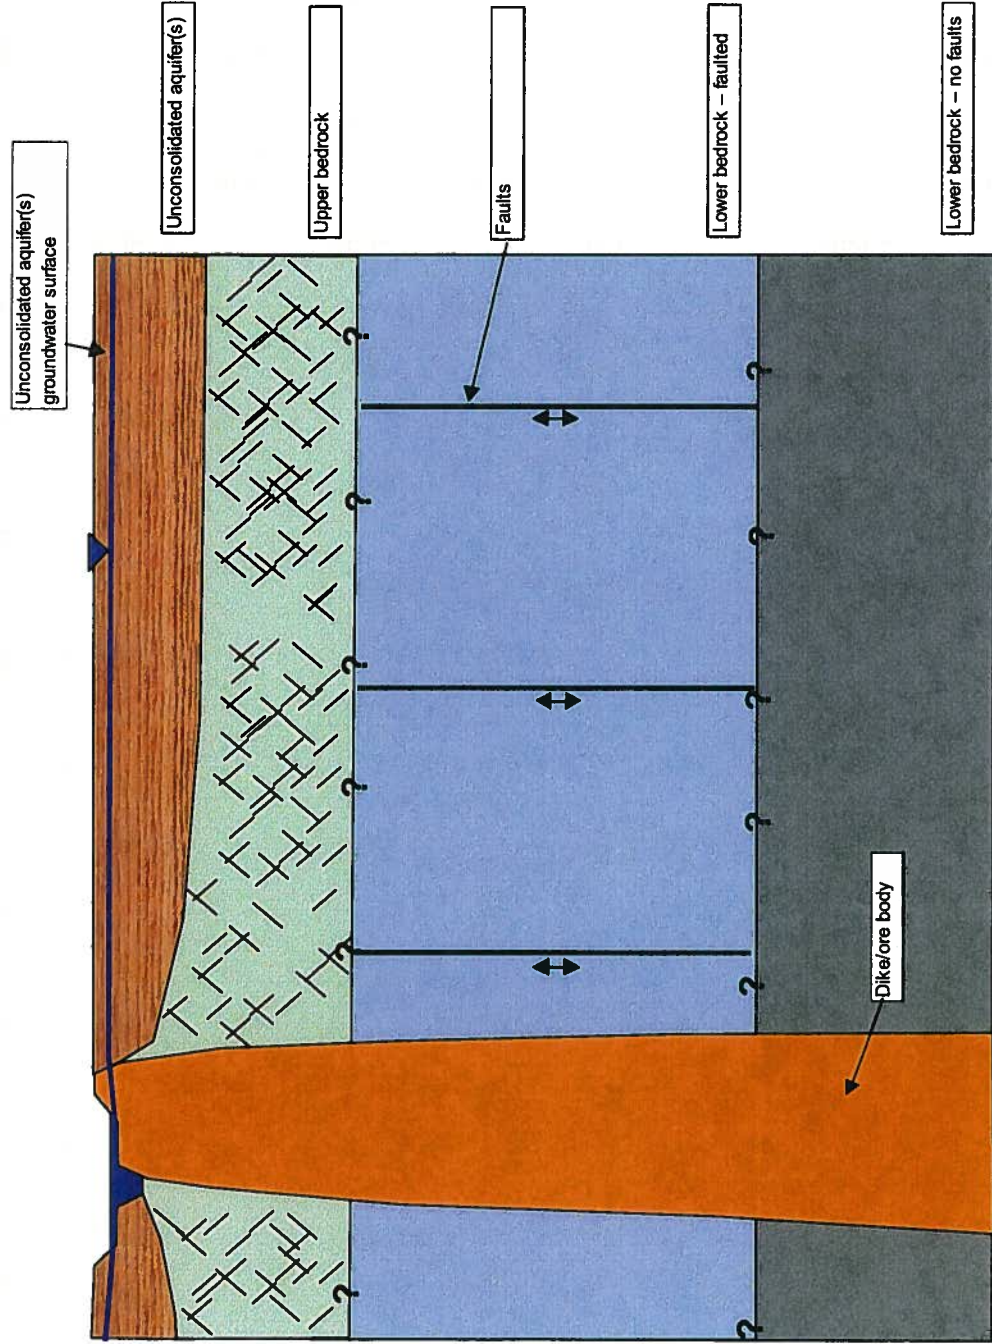 Unconsolidated aquifer(s)
groundwater surface
Unconsolidated aquifer(s)
Upper bedrock
? ? ? ? ? ?
Faults
Lower bedrock – faulted
? ? ? ? ? ?
Dike/ore body
Lower bedrock – no faults